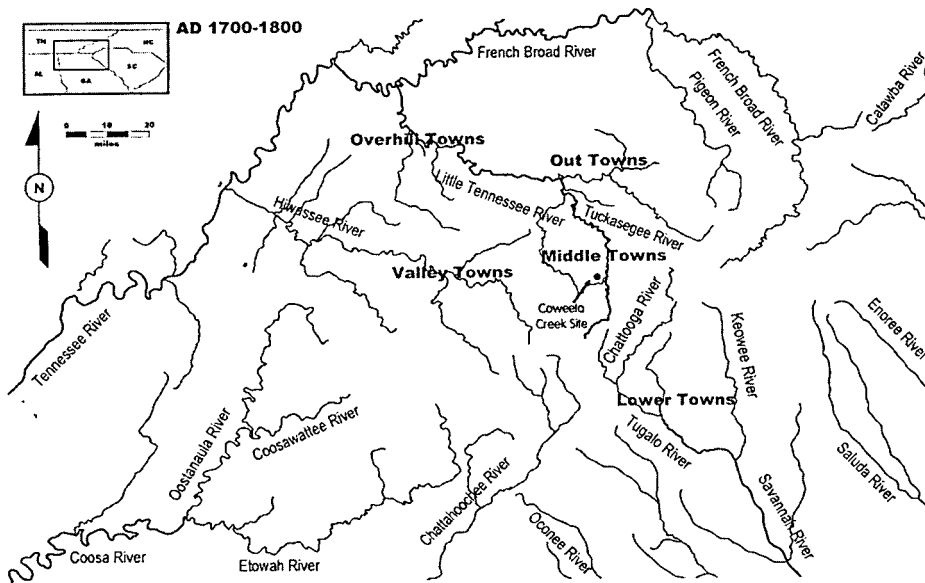 AD 1700-1800
TN
NC
SC
AL
GA
0 10 20
miles
N
French Broad River
French Broad River
Pigeon River
Catawba River
Overhill Towns
Out Towns
Little Tennessee River
Tuckasegee River
Hiwassee River
Middle Towns
Valley Towns
Coweeta
Creek Site
Chattooga River
Keowee River
Enoree River
Tennessee River
Lower Towns
Oostanaula River
Coosawattee River
Tugalo River
Saluda River
Chattahoochee River
Savannah River
Oconee River
Coosa River
Etowah River